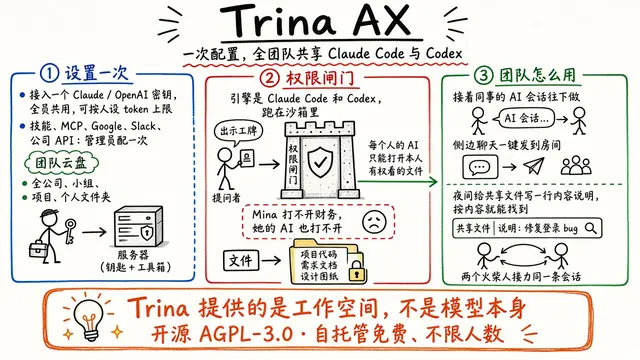 Trina AX
一次配置，全团队共享 Claude Code 与 Codex
① 设置一次
• 接入一个 Claude / OpenAI 密钥，
全员共用，可按人设 token 上限
• 技能、MCP、Google、Slack、
公司 API：管理员配一次
团队云盘
• 全公司、小组、
• 项目、个人文件夹
服务器
（钥匙 + 工具箱）
② 权限闸门
引擎是 Claude Code 和 Codex，
跑在沙箱里
出示工牌
提问者
权限闸门
每个人的 AI
只能打开本人
有权看的文件
Mina 打不开财务，
她的 AI 也打不开
文件
项目代码
需求文档
设计图纸
③ 团队怎么用
接着同事的 AI 会话往下做
AI 会话...
侧边聊天一键发到房间
夜间给共享文件写一行内容说明，
按内容就能找到
共享文件 | 说明：修复登录 bug
两个火柴人接力同一条会话
Trina 提供的是工作空间，不是模型本身
开源 AGPL-3.0 · 自托管免费、不限人数